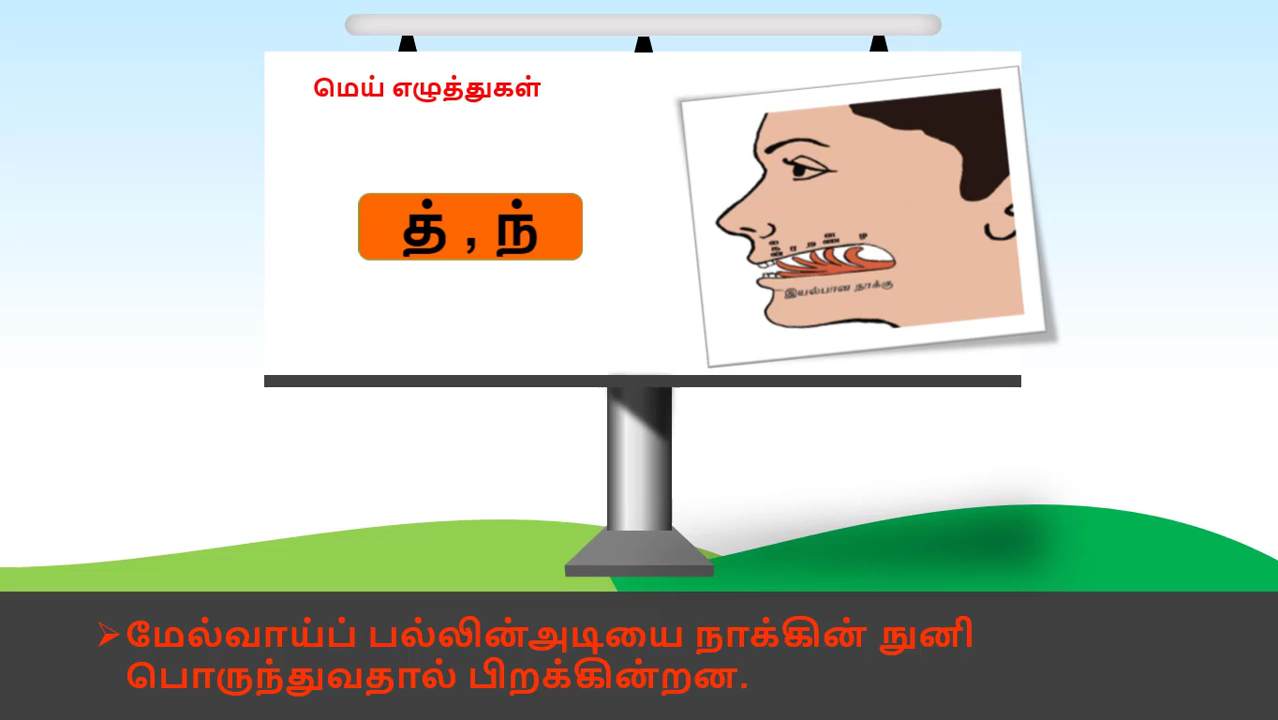 மெய் எழுத்துகள்
த் , ந்
இயல்பான நாக்கு
➢மேல்வாய்ப் பல்லின்அடியை நாக்கின் நுனி
பொருந்துவதால் பிறக்கின்றன.